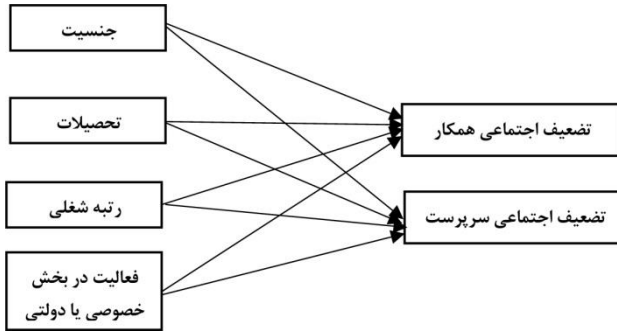 جنسیت
تحصیلات
رتبه شغلی
فعالیت در بخش
خصوصی یا دولتی
تضعیف اجتماعی همکار
تضعیف اجتماعی سرپرست